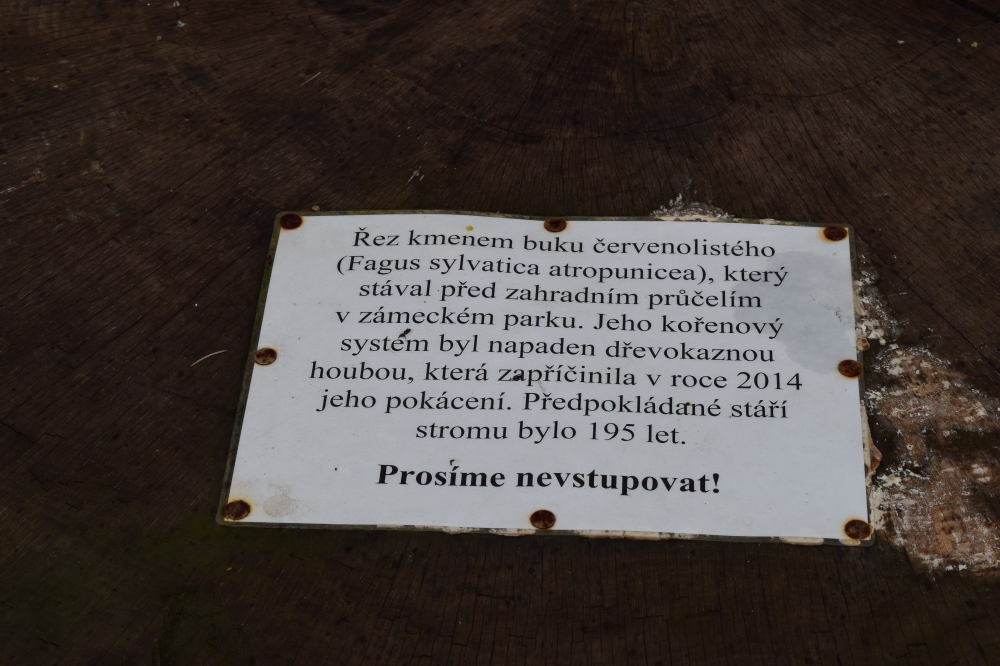 Řez kmenem buku červenolistého
(Fagus sylvatica atropunicea), který
stával před zahradním průčelím
v zámeckém parku. Jeho kořenový
systém byl napaden dřevokaznou
houbou, která zapříčinila v roce 2014
jeho pokácení. Předpokládané stáří
stromu bylo 195 let.
Prosíme nevstupovat!